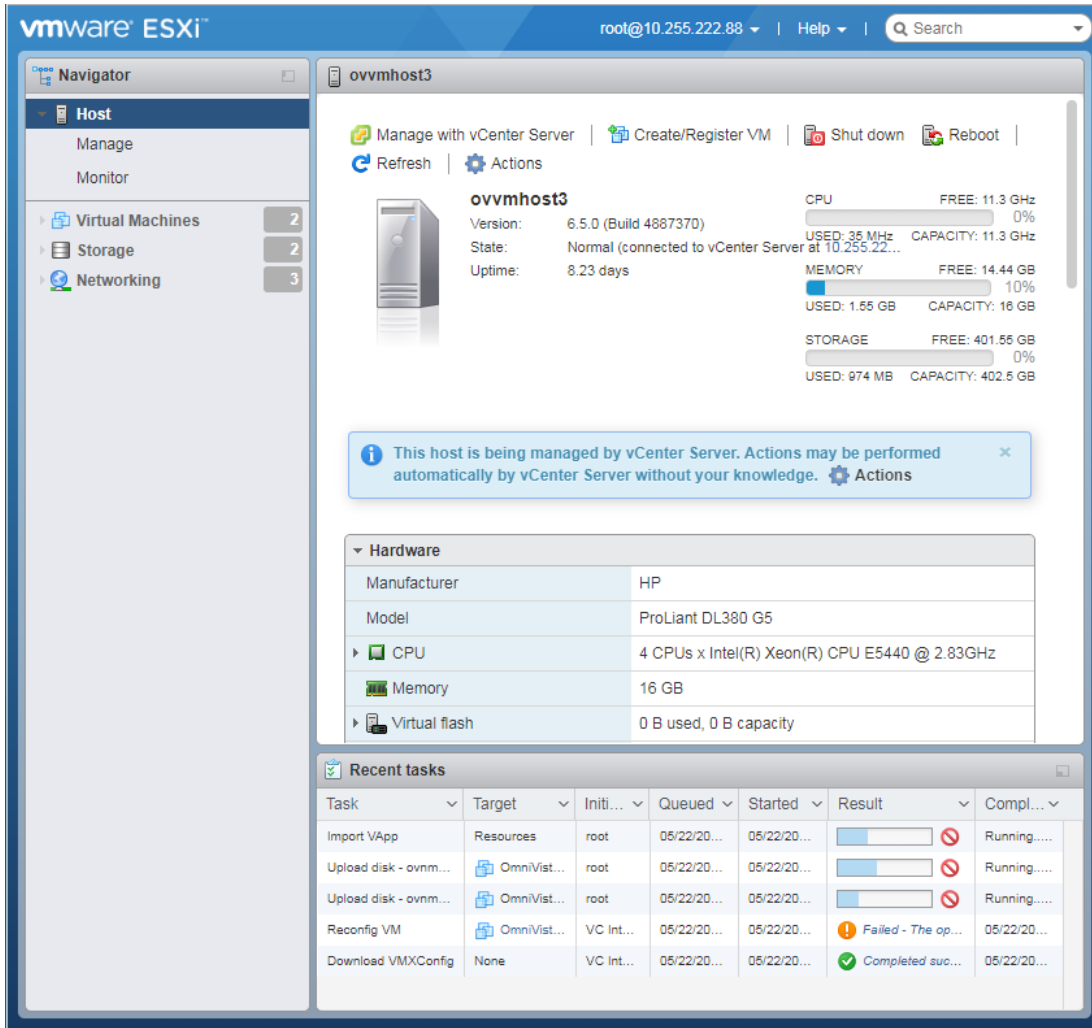 vmware ESXi™
root@10.255.222.88 | Help | Search
Navigator
Host
Manage
Monitor
Virtual Machines 2
Storage 2
Networking 3
ovvmhost3
Manage with vCenter Server | Create/Register VM | Shut down Reboot |
Refresh | Actions
ovvmhost3
Version: 6.5.0 (Build 4887370)
State: Normal (connected to vCenter Server at 10.255.22...
Uptime: 8.23 days
CPU FREE: 11.3 GHz
0%
USED: 35 MHz CAPACITY: 11.3 GHz
MEMORY FREE: 14.44 GB
10%
USED: 1.55 GB CAPACITY: 16 GB
STORAGE FREE: 401.55 GB
0%
USED: 974 MB CAPACITY: 402.5 GB
This host is being managed by vCenter Server. Actions may be performed
automatically by vCenter Server without your knowledge. Actions
Hardware
Manufacturer HP
Model ProLiant DL380 G5
CPU 4 CPUs x Intel(R) Xeon(R) CPU E5440 @ 2.83GHz
Memory 16 GB
Virtual flash 0 B used, 0 B capacity
Recent tasks
Task Target Initi... Queued Started Result Compl...
Import VApp Resources root 05/22/20... 05/22/20... Running.....
Upload disk - ovnm... OmniVist... root 05/22/20... 05/22/20... Running.....
Upload disk - ovnm... OmniVist... root 05/22/20... 05/22/20... Running.....
Reconfig VM OmniVist... VC Int... 05/22/20... 05/22/20... Failed - The op... 05/22/20...
Download VMXConfig None VC Int... 05/22/20... 05/22/20... Completed suc... 05/22/20...